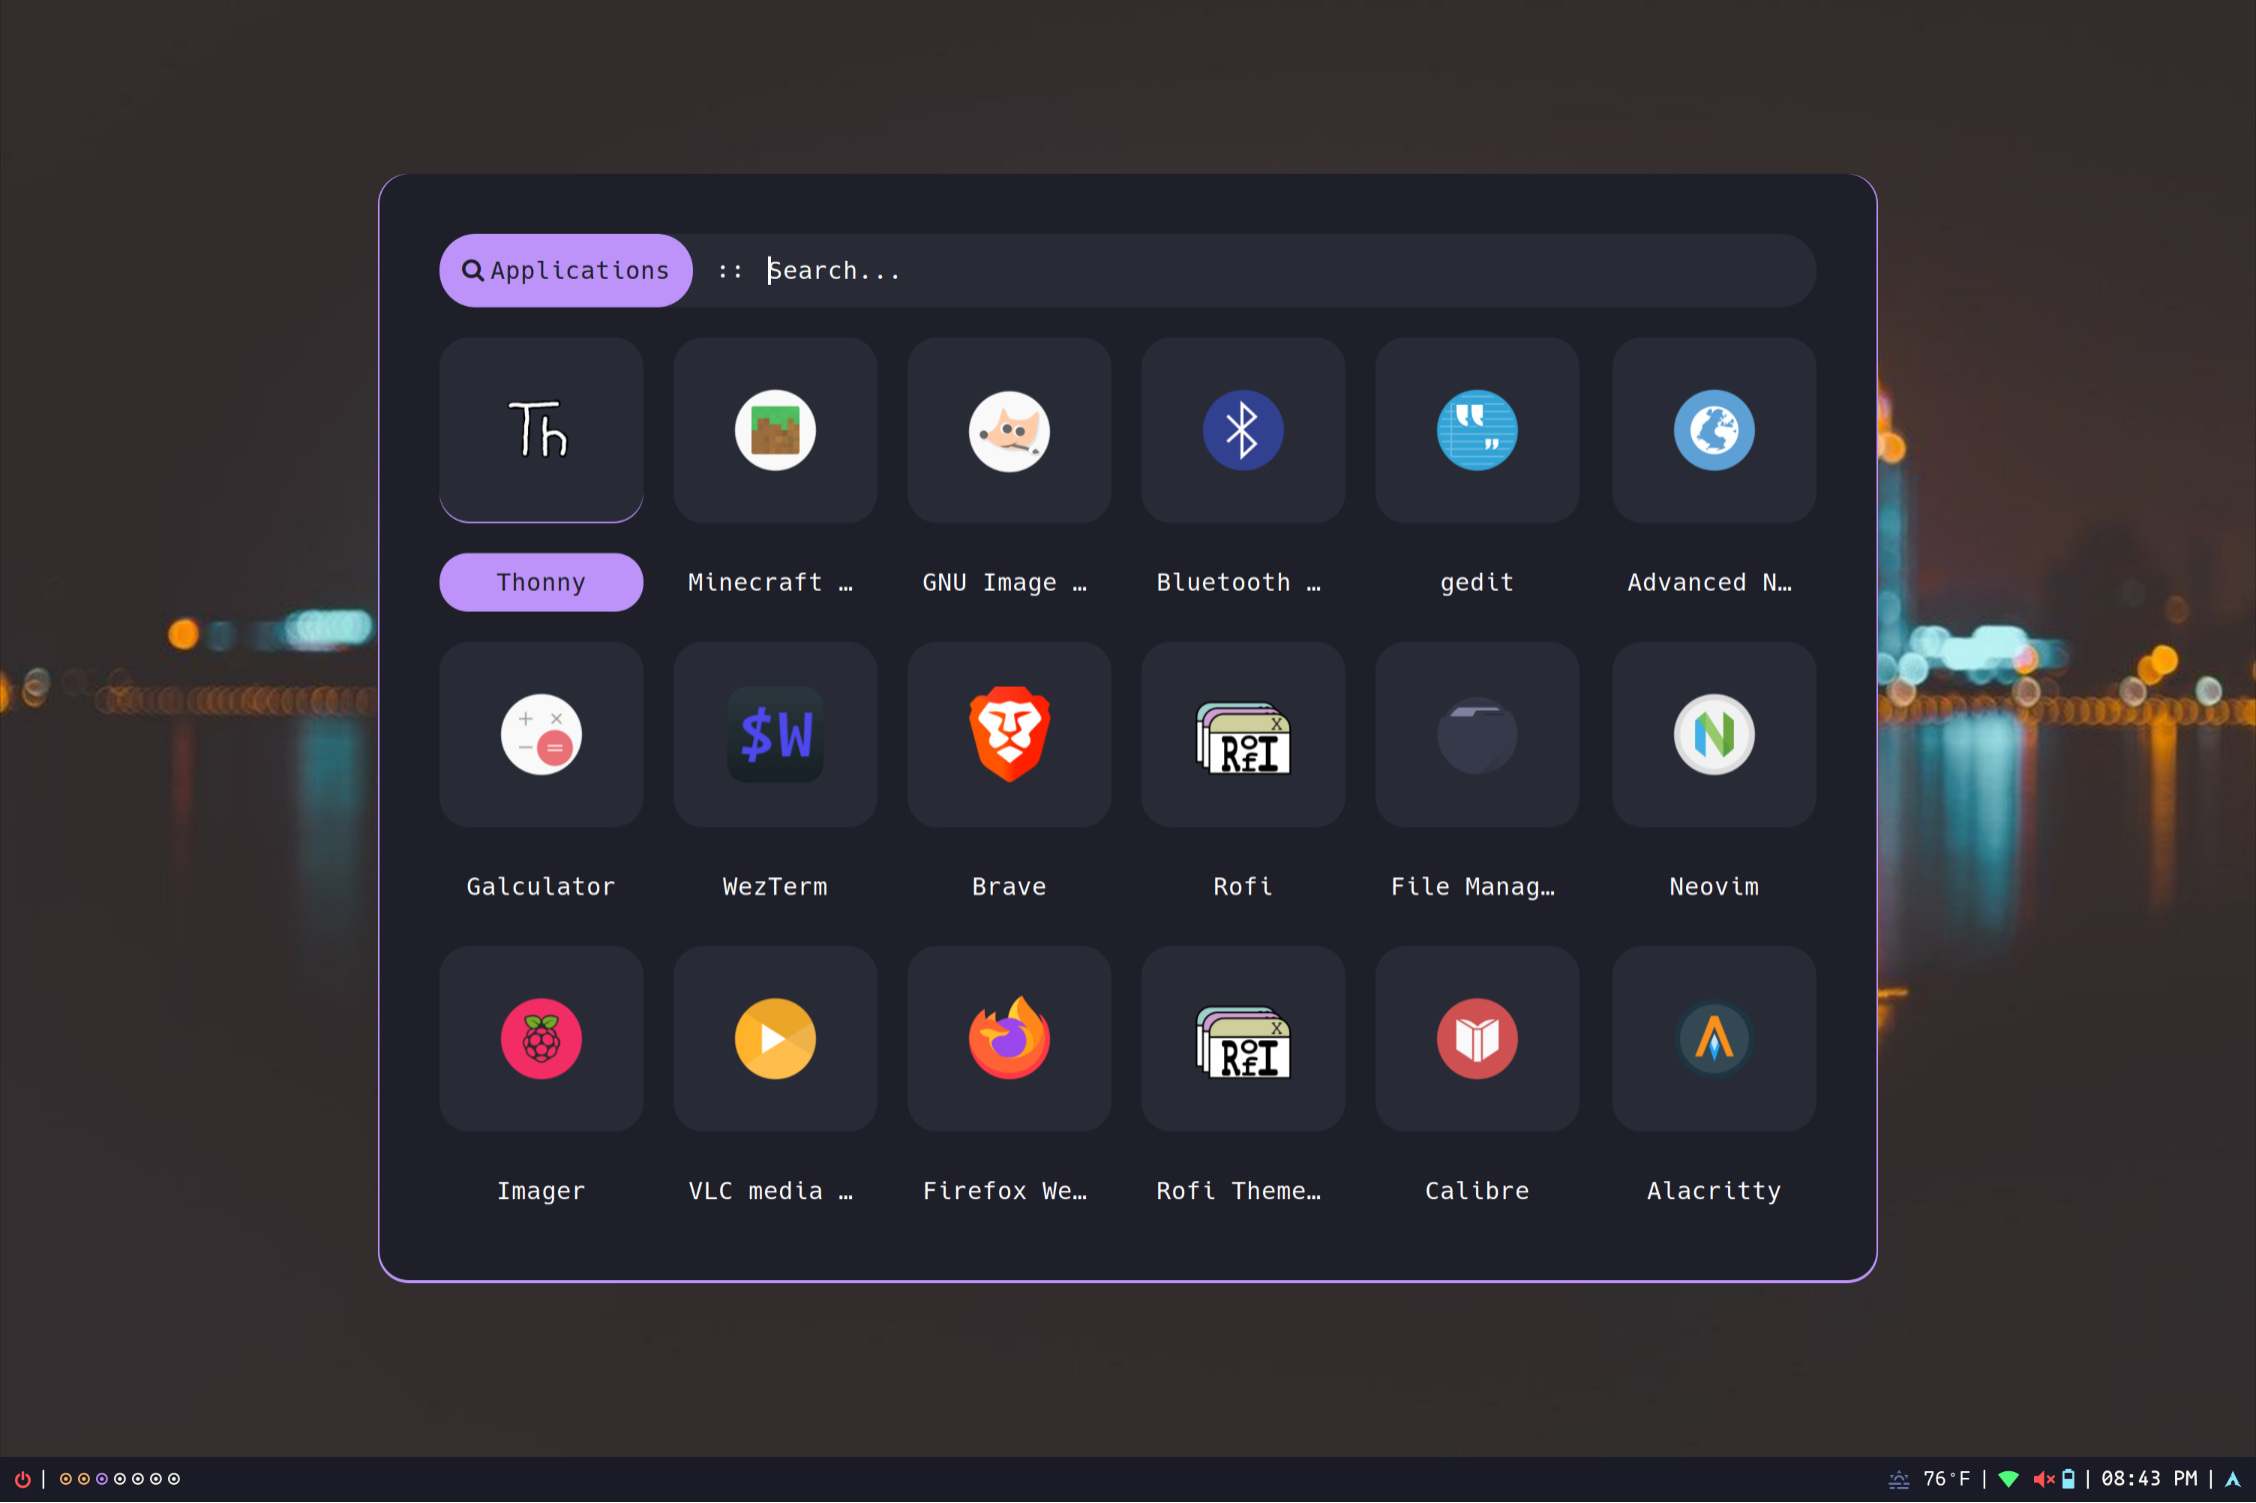 Applications :: Search...
Th
Thonny Minecraft … GNU Image … Bluetooth … gedit Advanced N…
$W X RofI N
Galculator WezTerm Brave Rofi File Manag… Neovim
X RofI
Imager VLC media … Firefox We… Rofi Theme… Calibre Alacritty
76°F | | 08:43 PM |